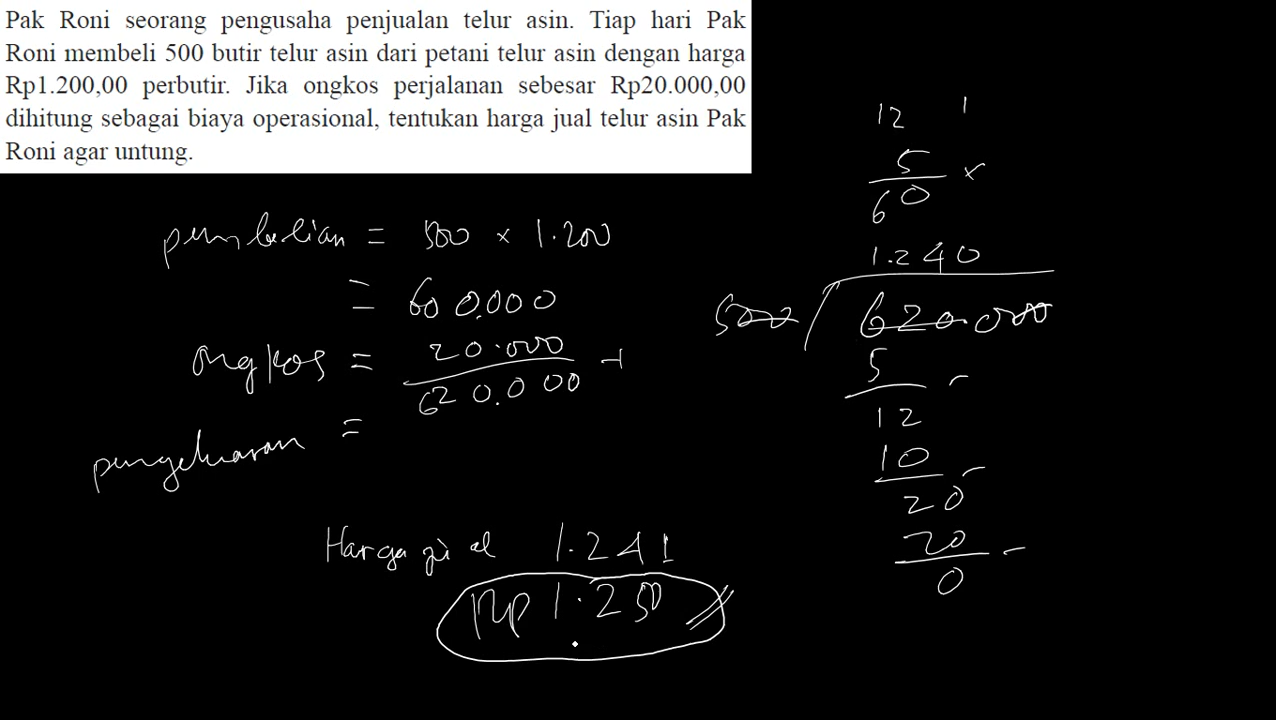 Pak Roni seorang pengusaha penjualan telur asin. Tiap hari Pak
Roni membeli 500 butir telur asin dari petani telur asin dengan harga
Rp1.200,00 perbutir. Jika ongkos perjalanan sebesar Rp20.000,00
dihitung sebagai biaya operasional, tentukan harga jual telur asin Pak
Roni agar untung.
pembelian = 500 × 1.200
= 600.000
ongkos = 20.000 +
pengeluaran = 620.000
Harga jual 1.241
Rp 1.250
12 1
5 ×
60
1.240
500 620.000
5 -
12
10 -
20
20 -
0